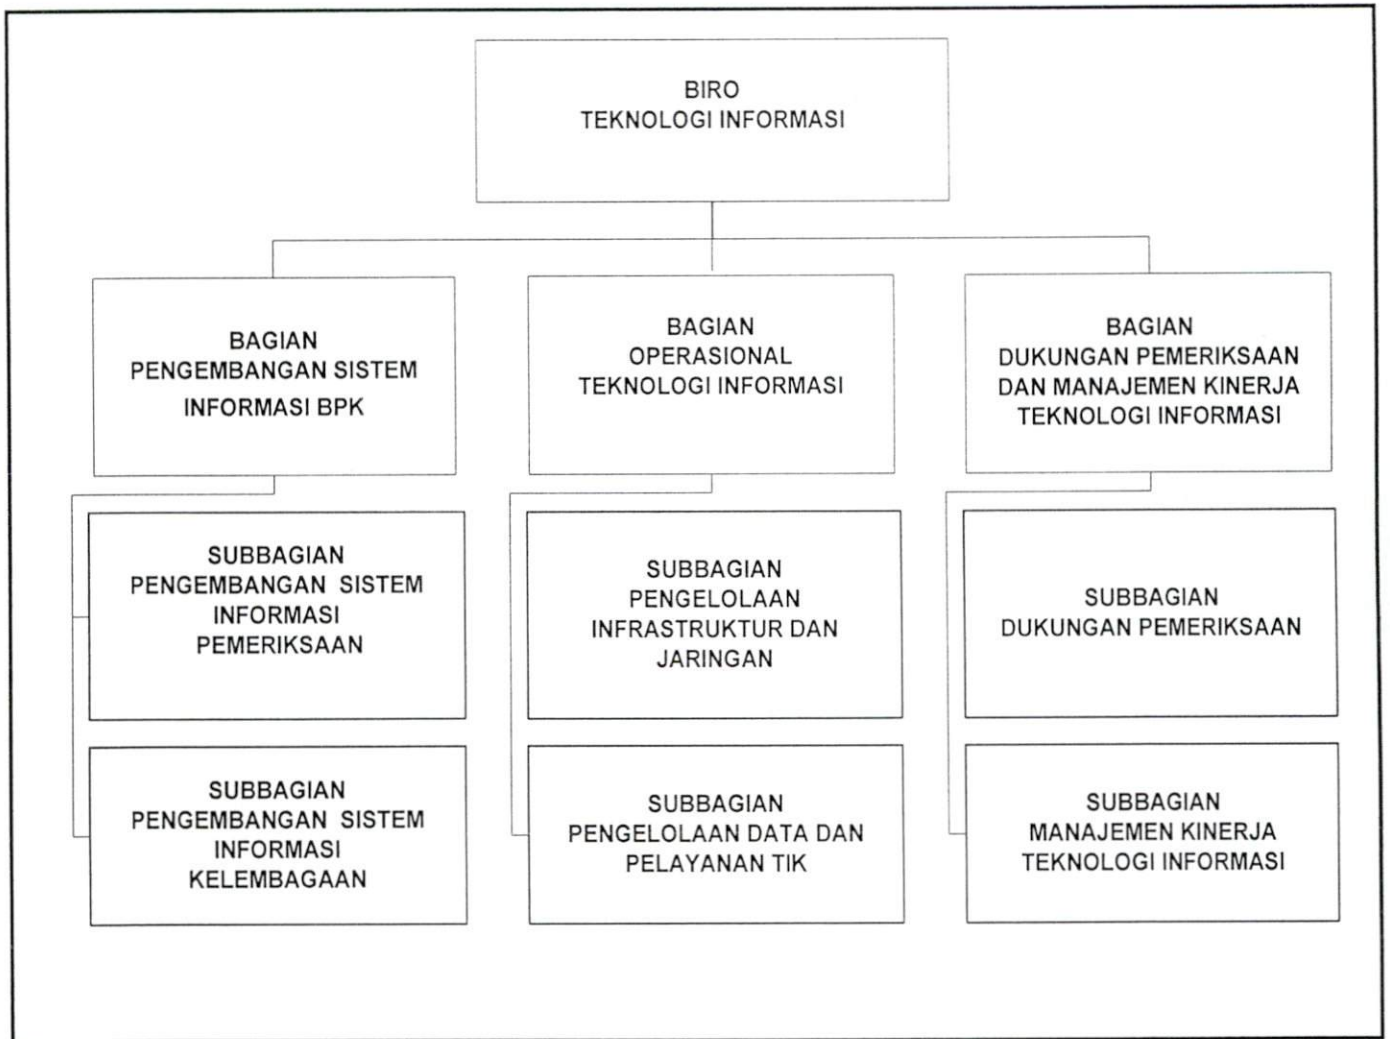 BIRO
TEKNOLOGI INFORMASI
BAGIAN
PENGEMBANGAN SISTEM
INFORMASI BPK
BAGIAN
OPERASIONAL
TEKNOLOGI INFORMASI
BAGIAN
DUKUNGAN PEMERIKSAAN
DAN MANAJEMEN KINERJA
TEKNOLOGI INFORMASI
SUBBAGIAN
PENGEMBANGAN SISTEM
INFORMASI
PEMERIKSAAN
SUBBAGIAN
PENGELOLAAN
INFRASTRUKTUR DAN
JARINGAN
SUBBAGIAN
DUKUNGAN PEMERIKSAAN
SUBBAGIAN
PENGEMBANGAN SISTEM
INFORMASI
KELEMBAGAAN
SUBBAGIAN
PENGELOLAAN DATA DAN
PELAYANAN TIK
SUBBAGIAN
MANAJEMEN KINERJA
TEKNOLOGI INFORMASI